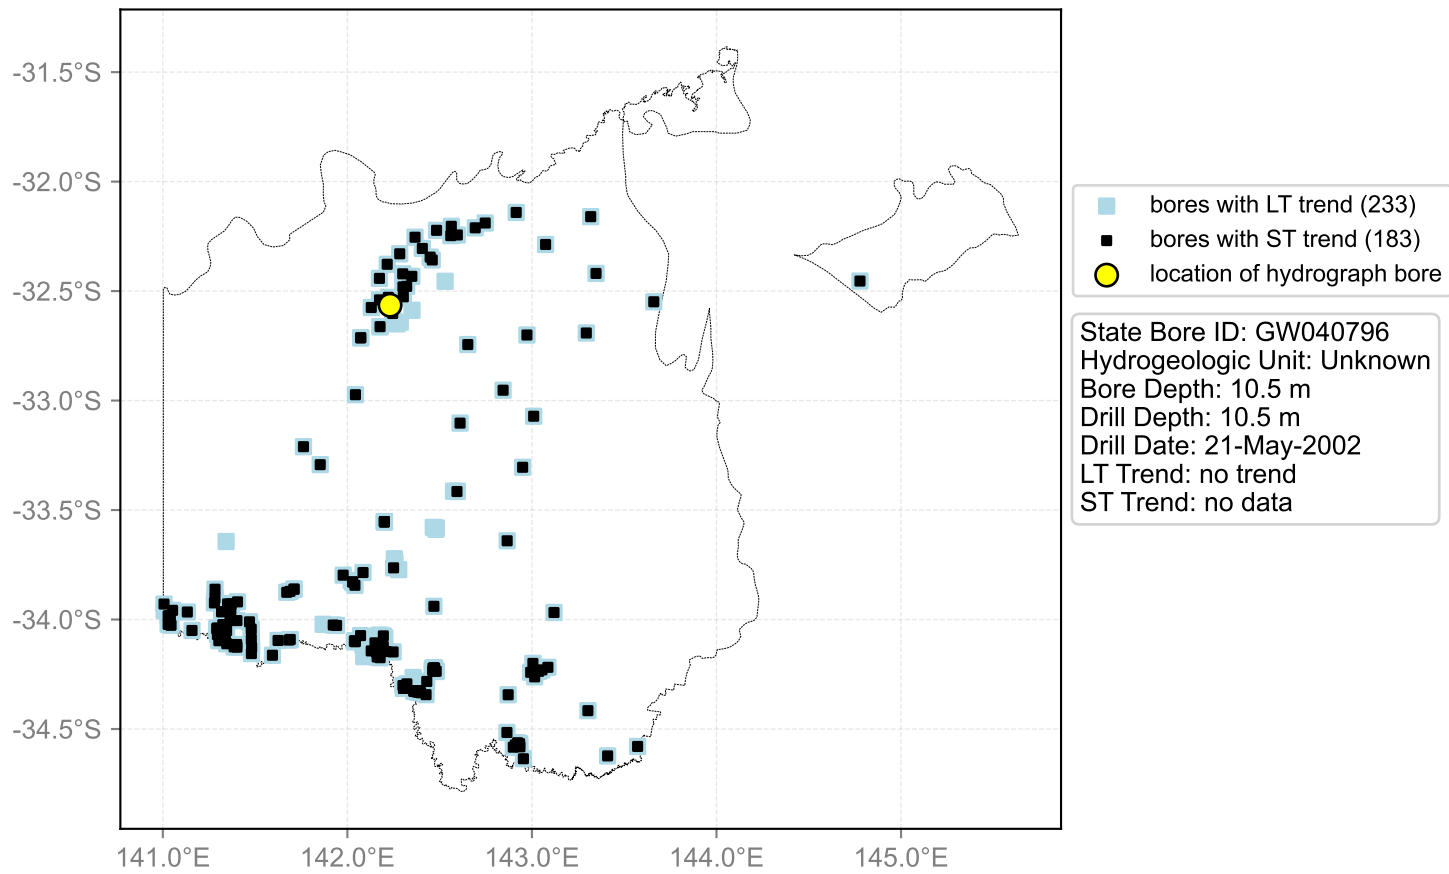 -31.5°S
-32.0°S
-32.5°S
-33.0°S
-33.5°S
-34.0°S
-34.5°S
141.0°E
142.0°E
143.0°E
144.0°E
145.0°E
bores with LT trend (233)
bores with ST trend (183)
location of hydrograph bore
State Bore ID: GW040796
Hydrogeologic Unit: Unknown
Bore Depth: 10.5 m
Drill Depth: 10.5 m
Drill Date: 21-May-2002
LT Trend: no trend
ST Trend: no data